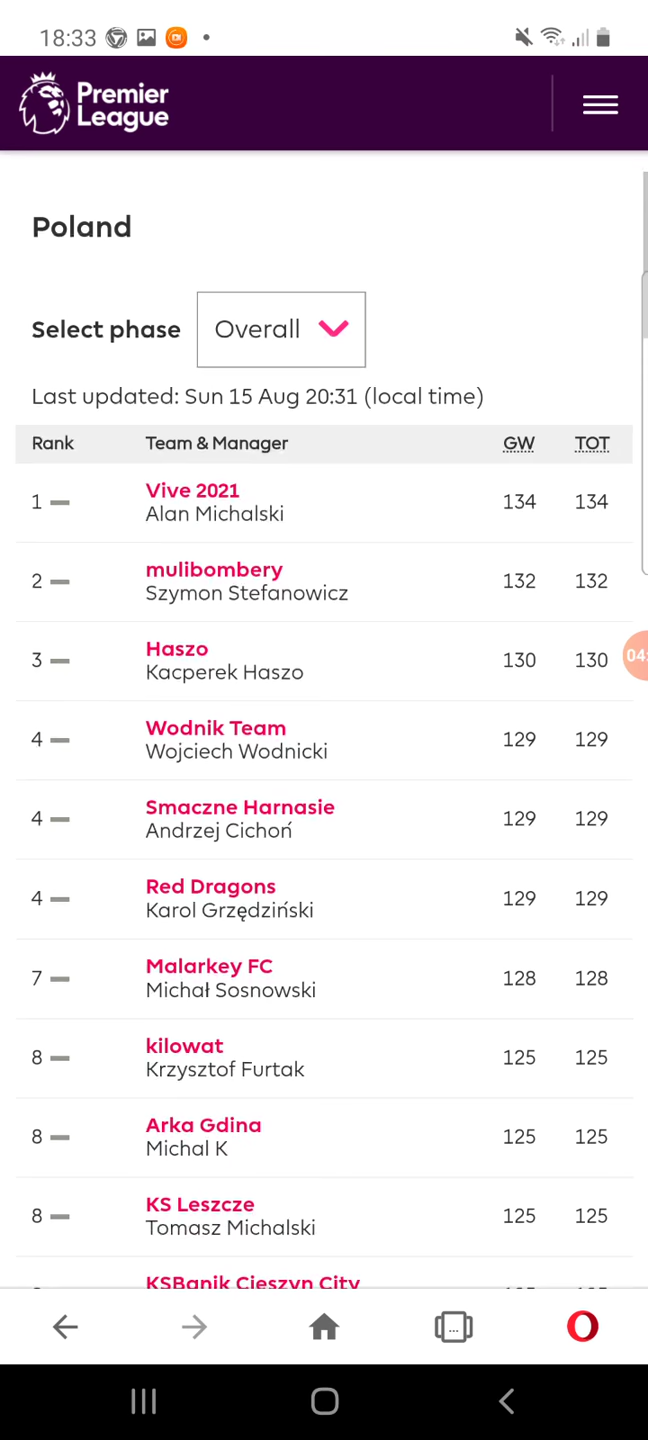 18:33
Premier
League
Poland
Select phase Overall
Last updated: Sun 15 Aug 20:31 (local time)
Rank Team & Manager GW TOT
1 Vive 2021 134 134
Alan Michalski
2 mulibombery 132 132
Szymon Stefanowicz
3 Haszo 130 130
Kacperek Haszo
4 Wodnik Team 129 129
Wojciech Wodnicki
4 Smaczne Harnasie 129 129
Andrzej Cichoń
4 Red Dragons 129 129
Karol Grzędziński
7 Malarkey FC 128 128
Michał Sosnowski
8 kilowat 125 125
Krzysztof Furtak
8 Arka Gdina 125 125
Michal K
8 KS Leszcze 125 125
Tomasz Michalski
KSBanik Cieszyn City